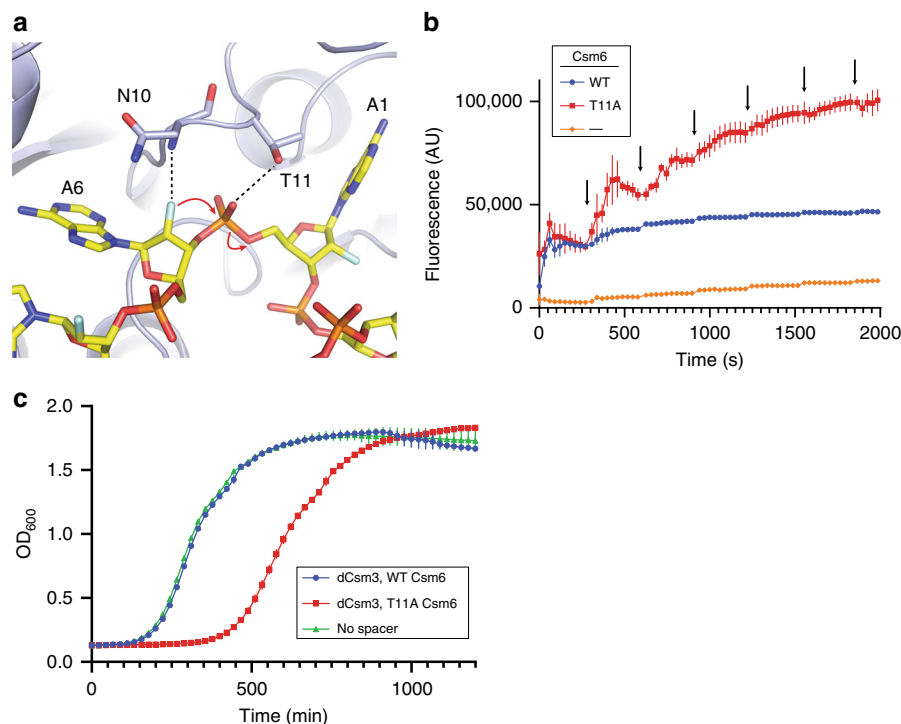 a
N10
A1
A6
T11
b
Csm6
WT
T11A
—
100,000
50,000
0
Fluorescence (AU)
0 500 1000 1500 2000
Time (s)
c
2.0
1.5
1.0
0.5
0.0
OD600
dCsm3, WT Csm6
dCsm3, T11A Csm6
No spacer
0 500 1000
Time (min)